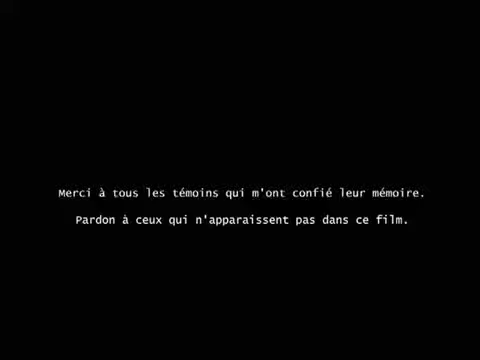 Merci à tous les témoins qui m'ont confié leur mémoire.
Pardon à ceux qui n'apparaissent pas dans ce film.